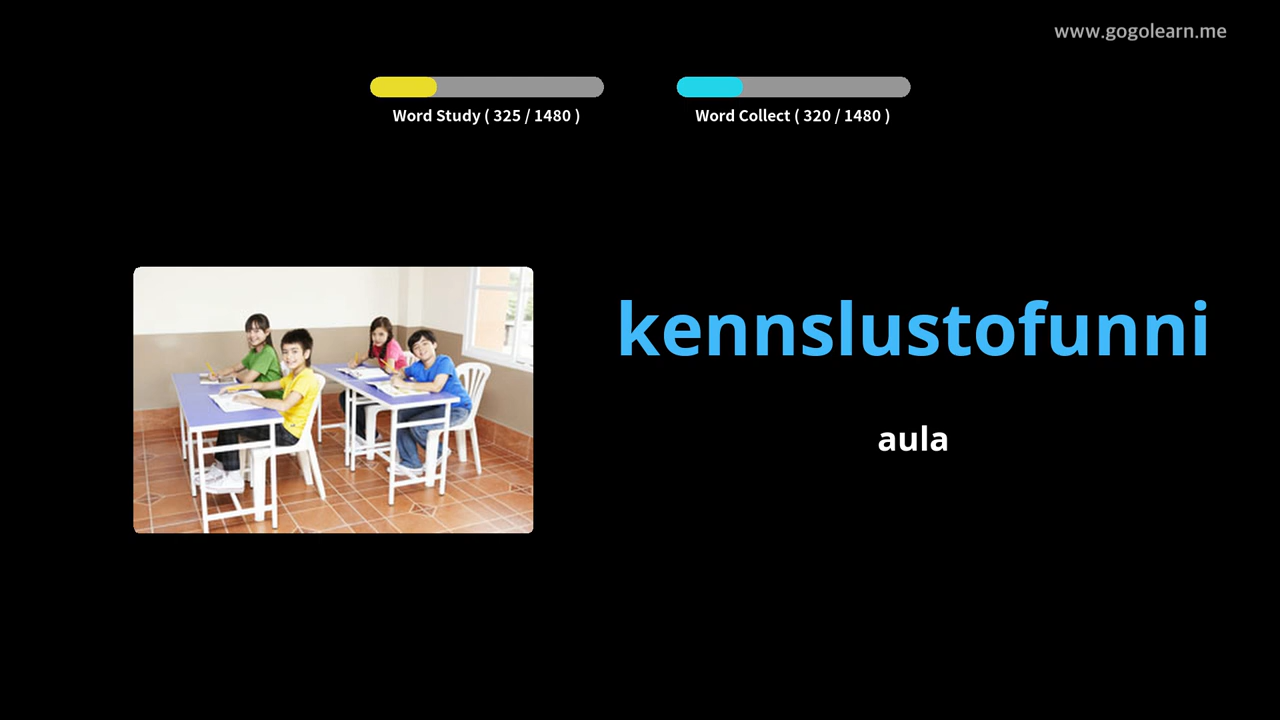 www.gogolearn.me
Word Study ( 325 / 1480 )
Word Collect ( 320 / 1480 )
kennslustofunni
aula